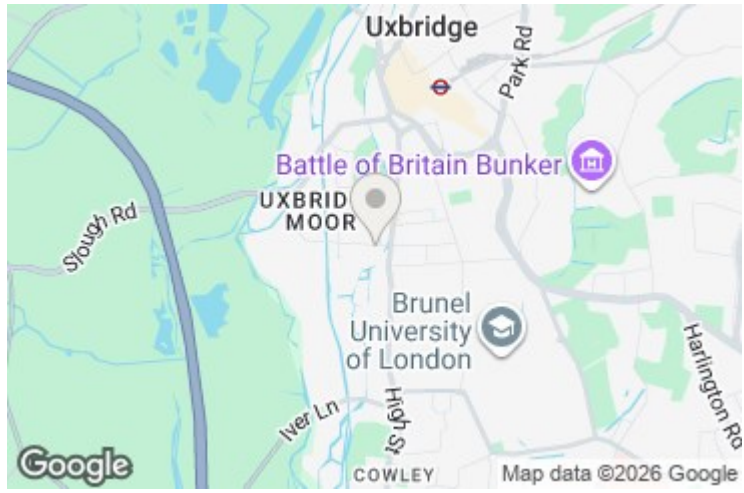 Uxbridge
Park Rd
Battle of Britain Bunker
UXBRID
MOOR
Slough Rd
Brunel
University
of London
Harlington Rd
Iver Ln
High St
COWLEY
Google
Map data ©2026 Google